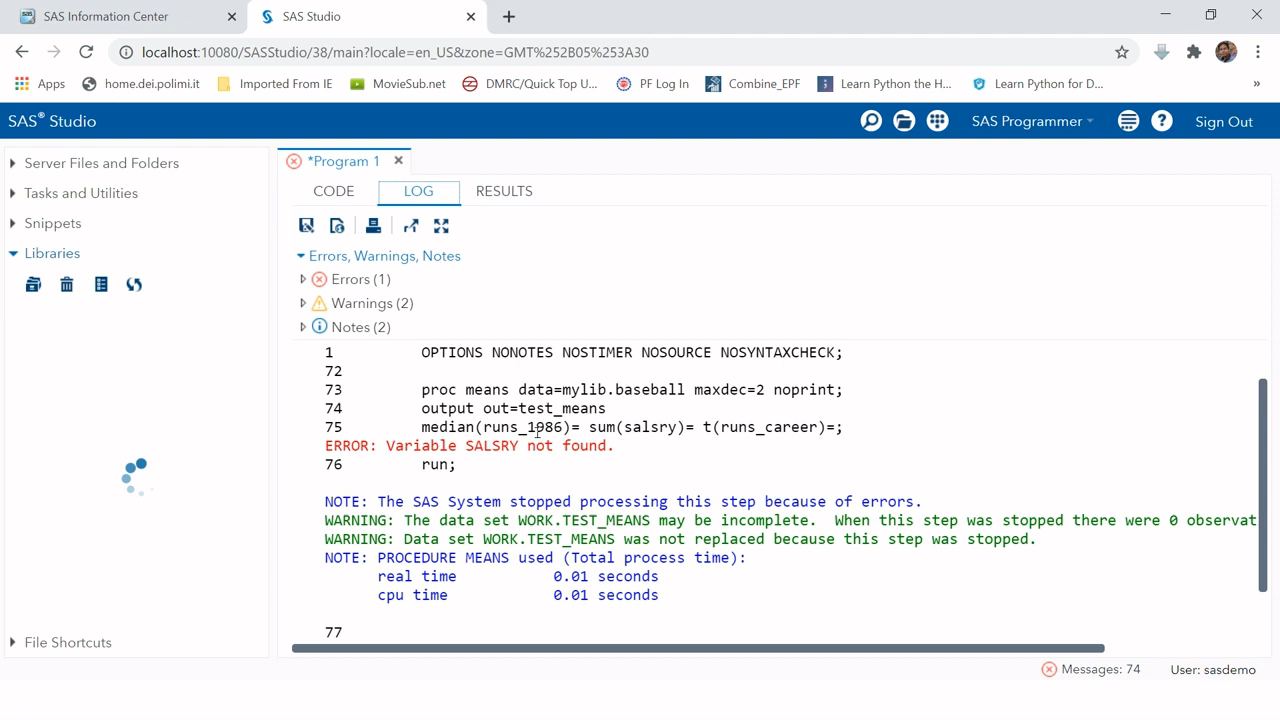 SAS Information Center
SAS Studio
localhost:10080/SASStudio/38/main?locale=en_US&zone=GMT%252B05%253A30
Apps home.dei.polimi.it Imported From IE MovieSub.net DMRC/Quick Top U... PF Log In Combine_EPF Learn Python the H... Learn Python for D... »
SAS® Studio
SAS Programmer
Sign Out
Server Files and Folders
Tasks and Utilities
Snippets
Libraries
File Shortcuts
*Program 1
CODE LOG RESULTS
Errors, Warnings, Notes
Errors (1)
Warnings (2)
Notes (2)
1 OPTIONS NONOTES NOSTIMER NOSOURCE NOSYNTAXCHECK;
72
73 proc means data=mylib.baseball maxdec=2 noprint;
74 output out=test_means
75 median(runs_1986)= sum(salsry)= t(runs_career)=;
ERROR: Variable SALSRY not found.
76 run;
NOTE: The SAS System stopped processing this step because of errors.
WARNING: The data set WORK.TEST_MEANS may be incomplete. When this step was stopped there were 0 observat
WARNING: Data set WORK.TEST_MEANS was not replaced because this step was stopped.
NOTE: PROCEDURE MEANS used (Total process time):
real time 0.01 seconds
cpu time 0.01 seconds
77
Messages: 74 User: sasdemo